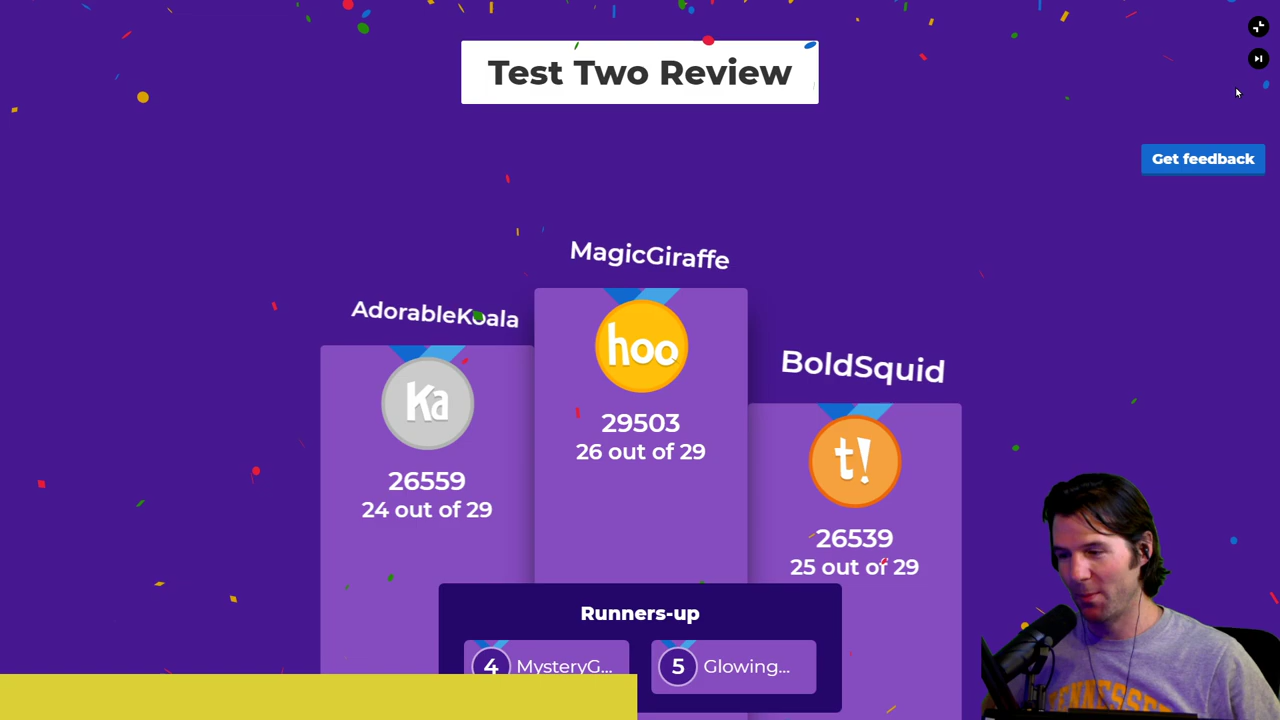 Test Two Review
Get feedback
MagicGiraffe
AdorableKoala
BoldSquid
hoo
29503
26 out of 29
Ka
26559
24 out of 29
t!
26539
25 out of 29
Runners-up
4 MysteryG...
5 Glowing...